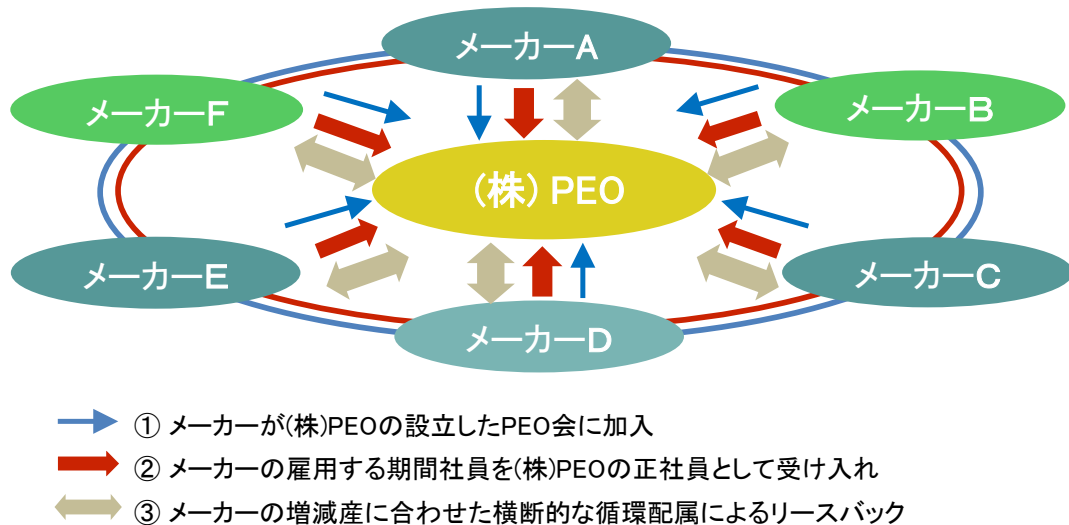 メーカーA
メーカーF
メーカーB
(株) PEO
メーカーE
メーカーC
メーカーD
① メーカーが(株)PEOの設立したPEO会に加入
② メーカーの雇用する期間社員を(株)PEOの正社員として受け入れ
③ メーカーの増減産に合わせた横断的な循環配属によるリースバック